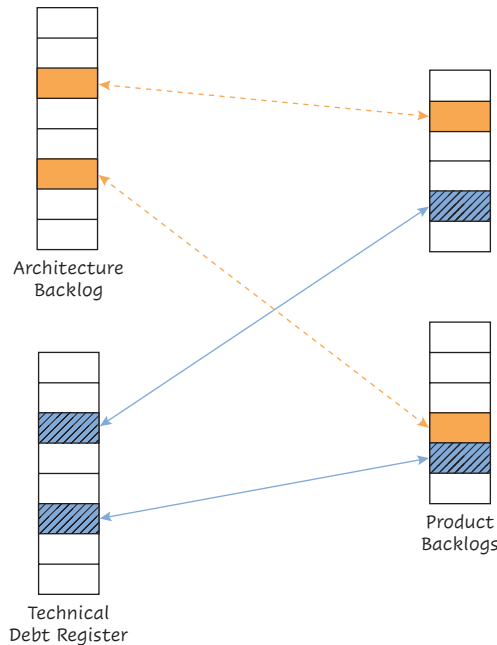 Architecture
Backlog
Product
Backlogs
Technical
Debt Register